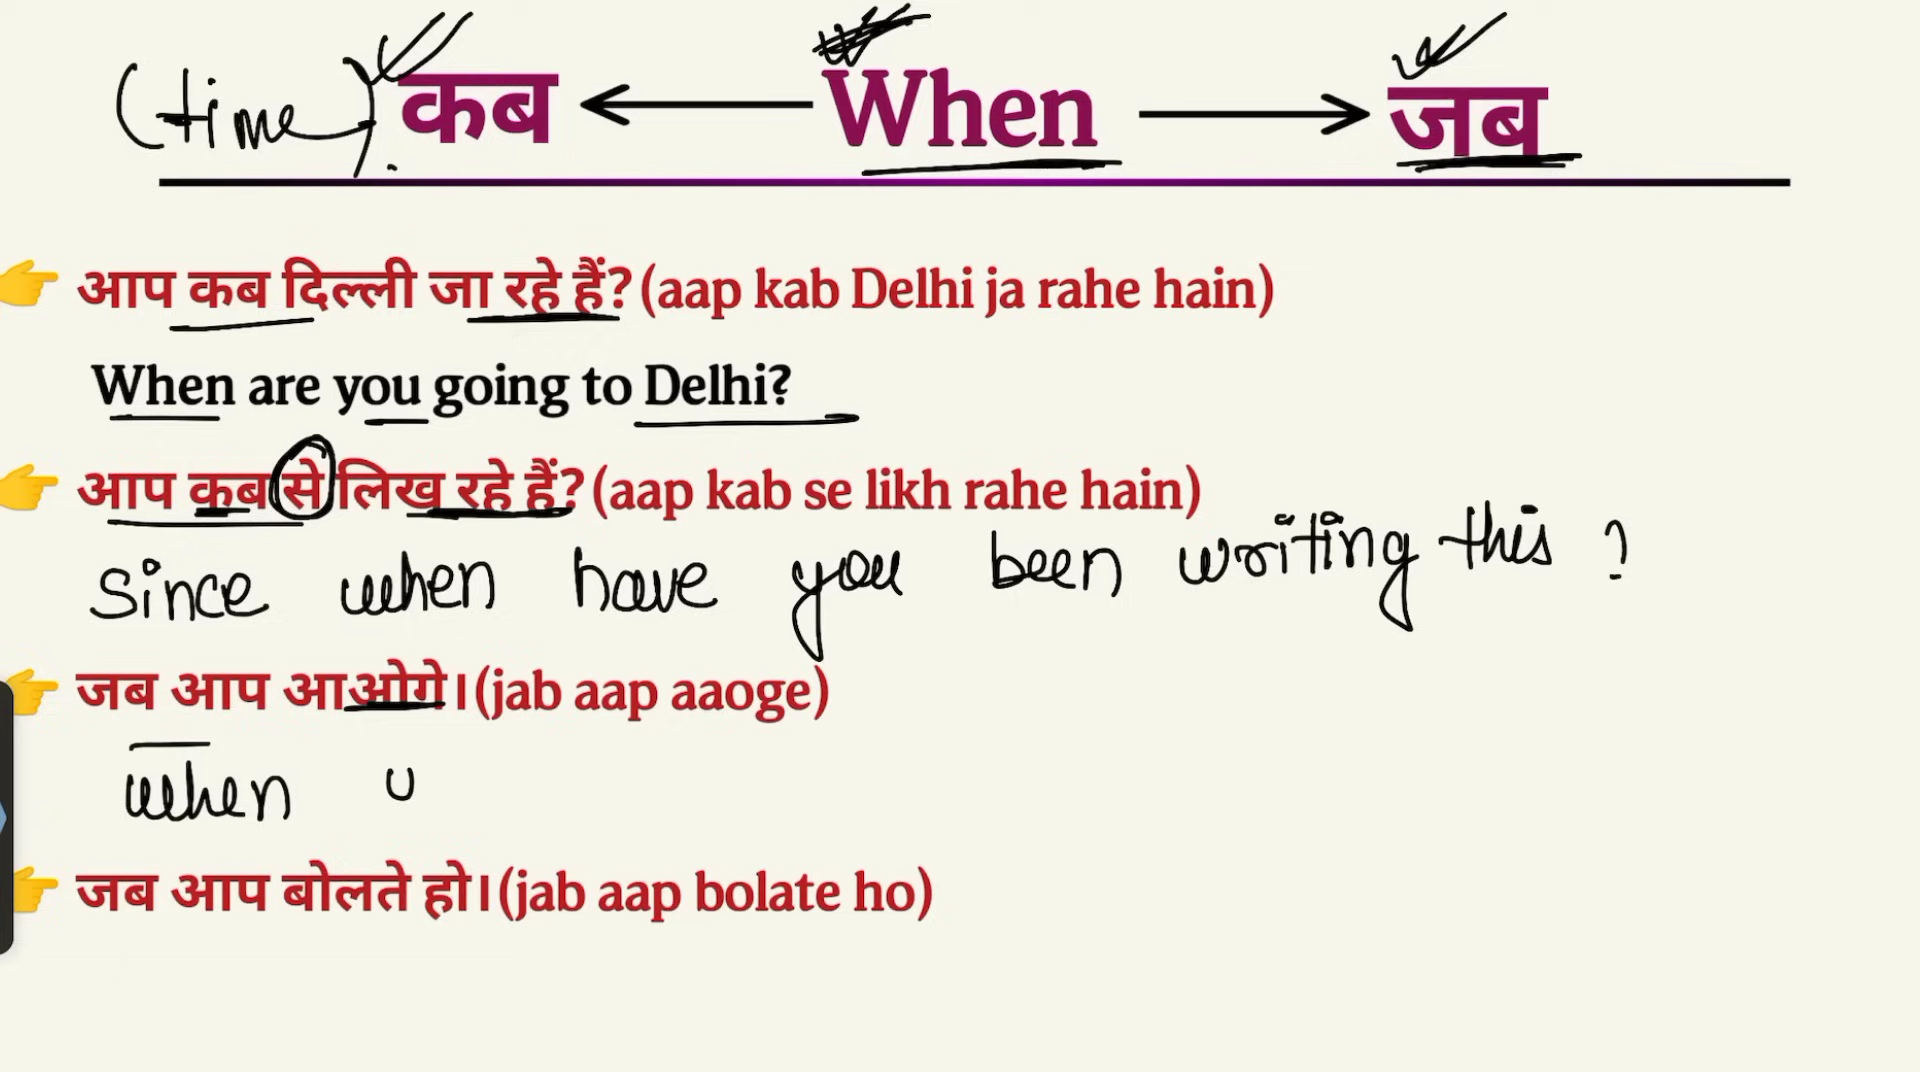 (time) कब When जब
👉 आप कब दिल्ली जा रहे हैं? (aap kab Delhi ja rahe hain)
When are you going to Delhi?
👉 आप कब से लिख रहे हैं? (aap kab se likh rahe hain)
since when have you been writing this ?
👉 जब आप आओगे। (jab aap aaoge)
when u
👉 जब आप बोलते हो। (jab aap bolate ho)